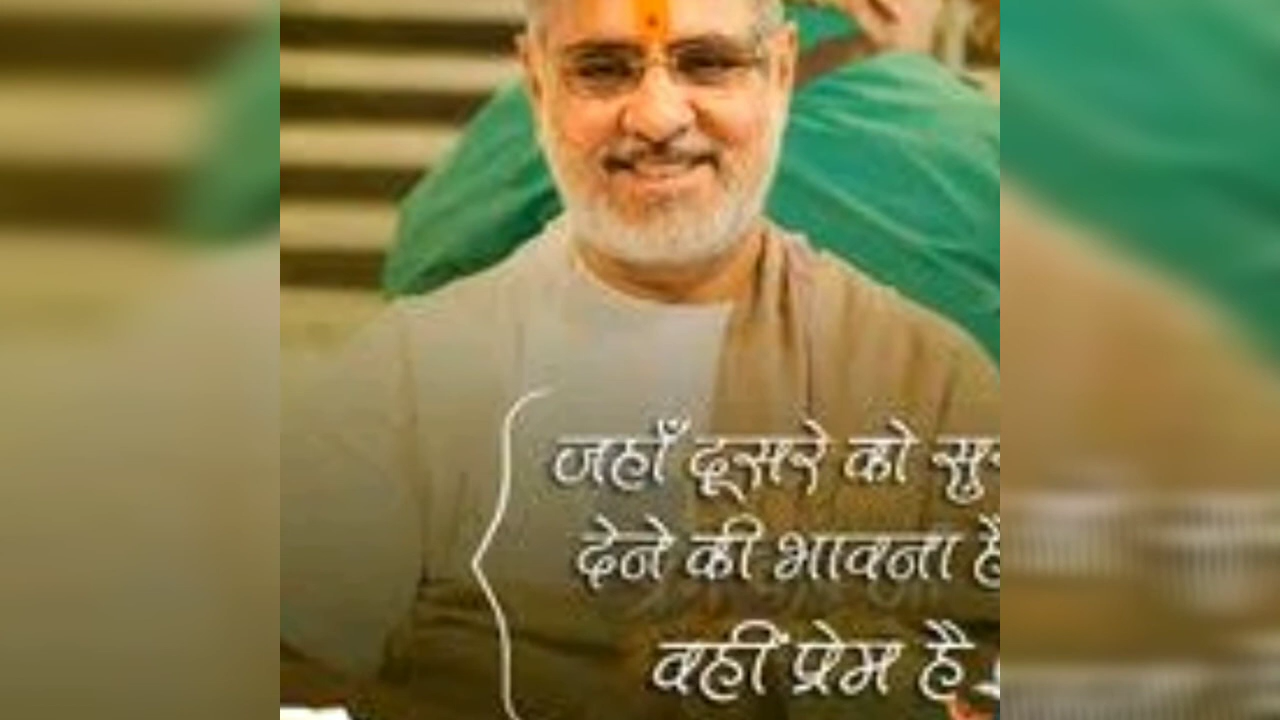 जहाँ दूसरे को
देने की भावना
वहीं प्रेम है